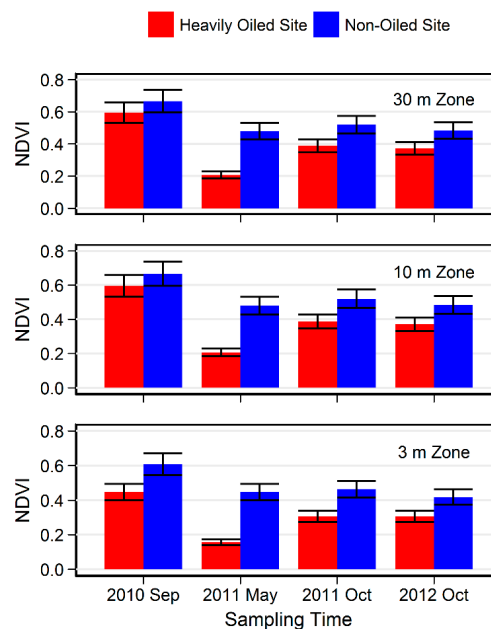 Heavily Oiled Site Non-Oiled Site
30 m Zone
NDVI
0.8
0.6
0.4
0.2
0.0
10 m Zone
NDVI
0.8
0.6
0.4
0.2
0.0
3 m Zone
NDVI
0.8
0.6
0.4
0.2
0.0
2010 Sep 2011 May 2011 Oct 2012 Oct
Sampling Time